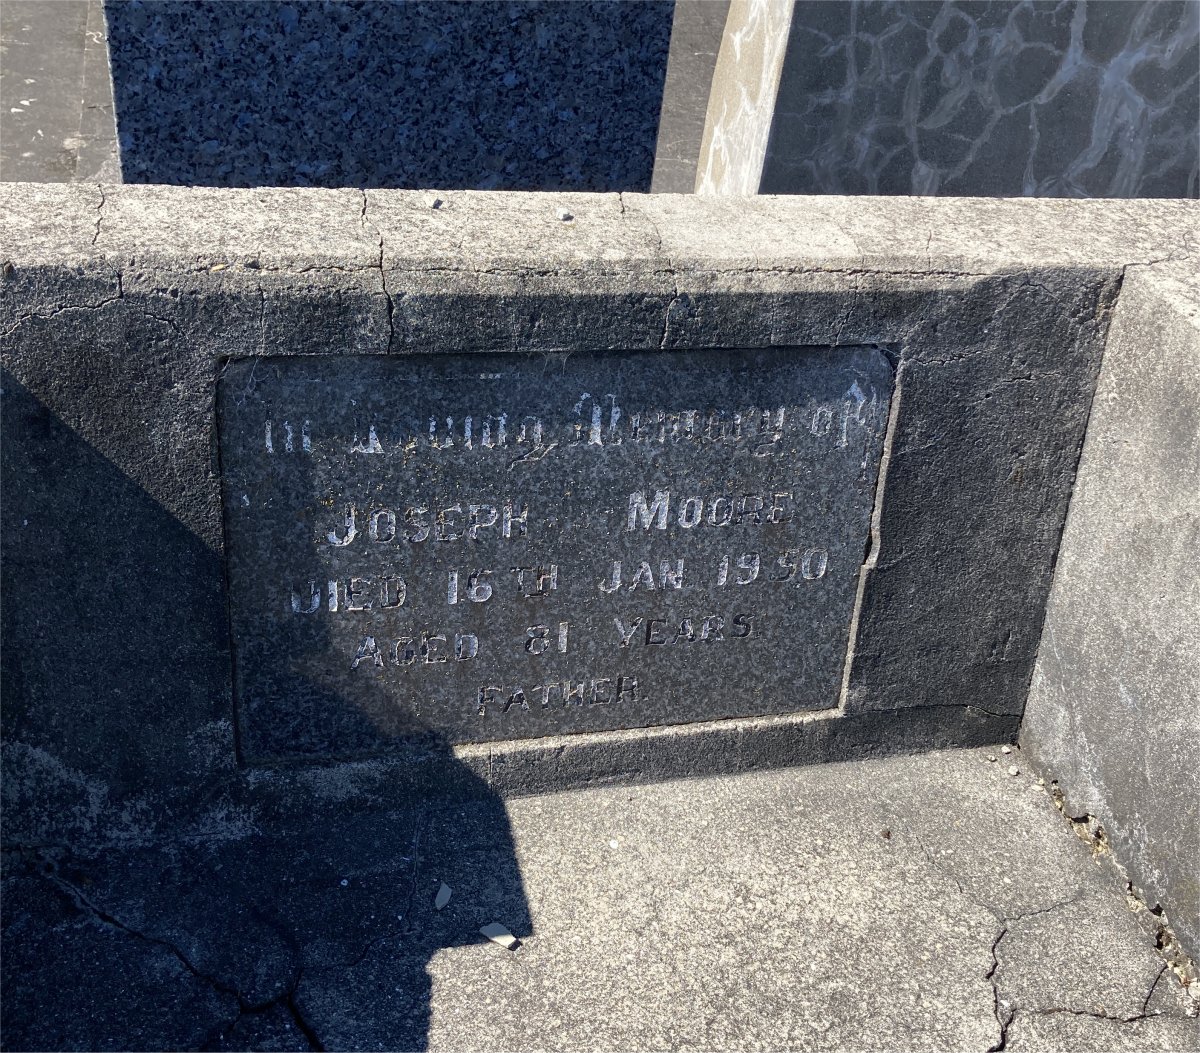 In Loving Memory of
JOSEPH MOORE
DIED 16TH JAN. 1950
AGED 81 YEARS
FATHER.